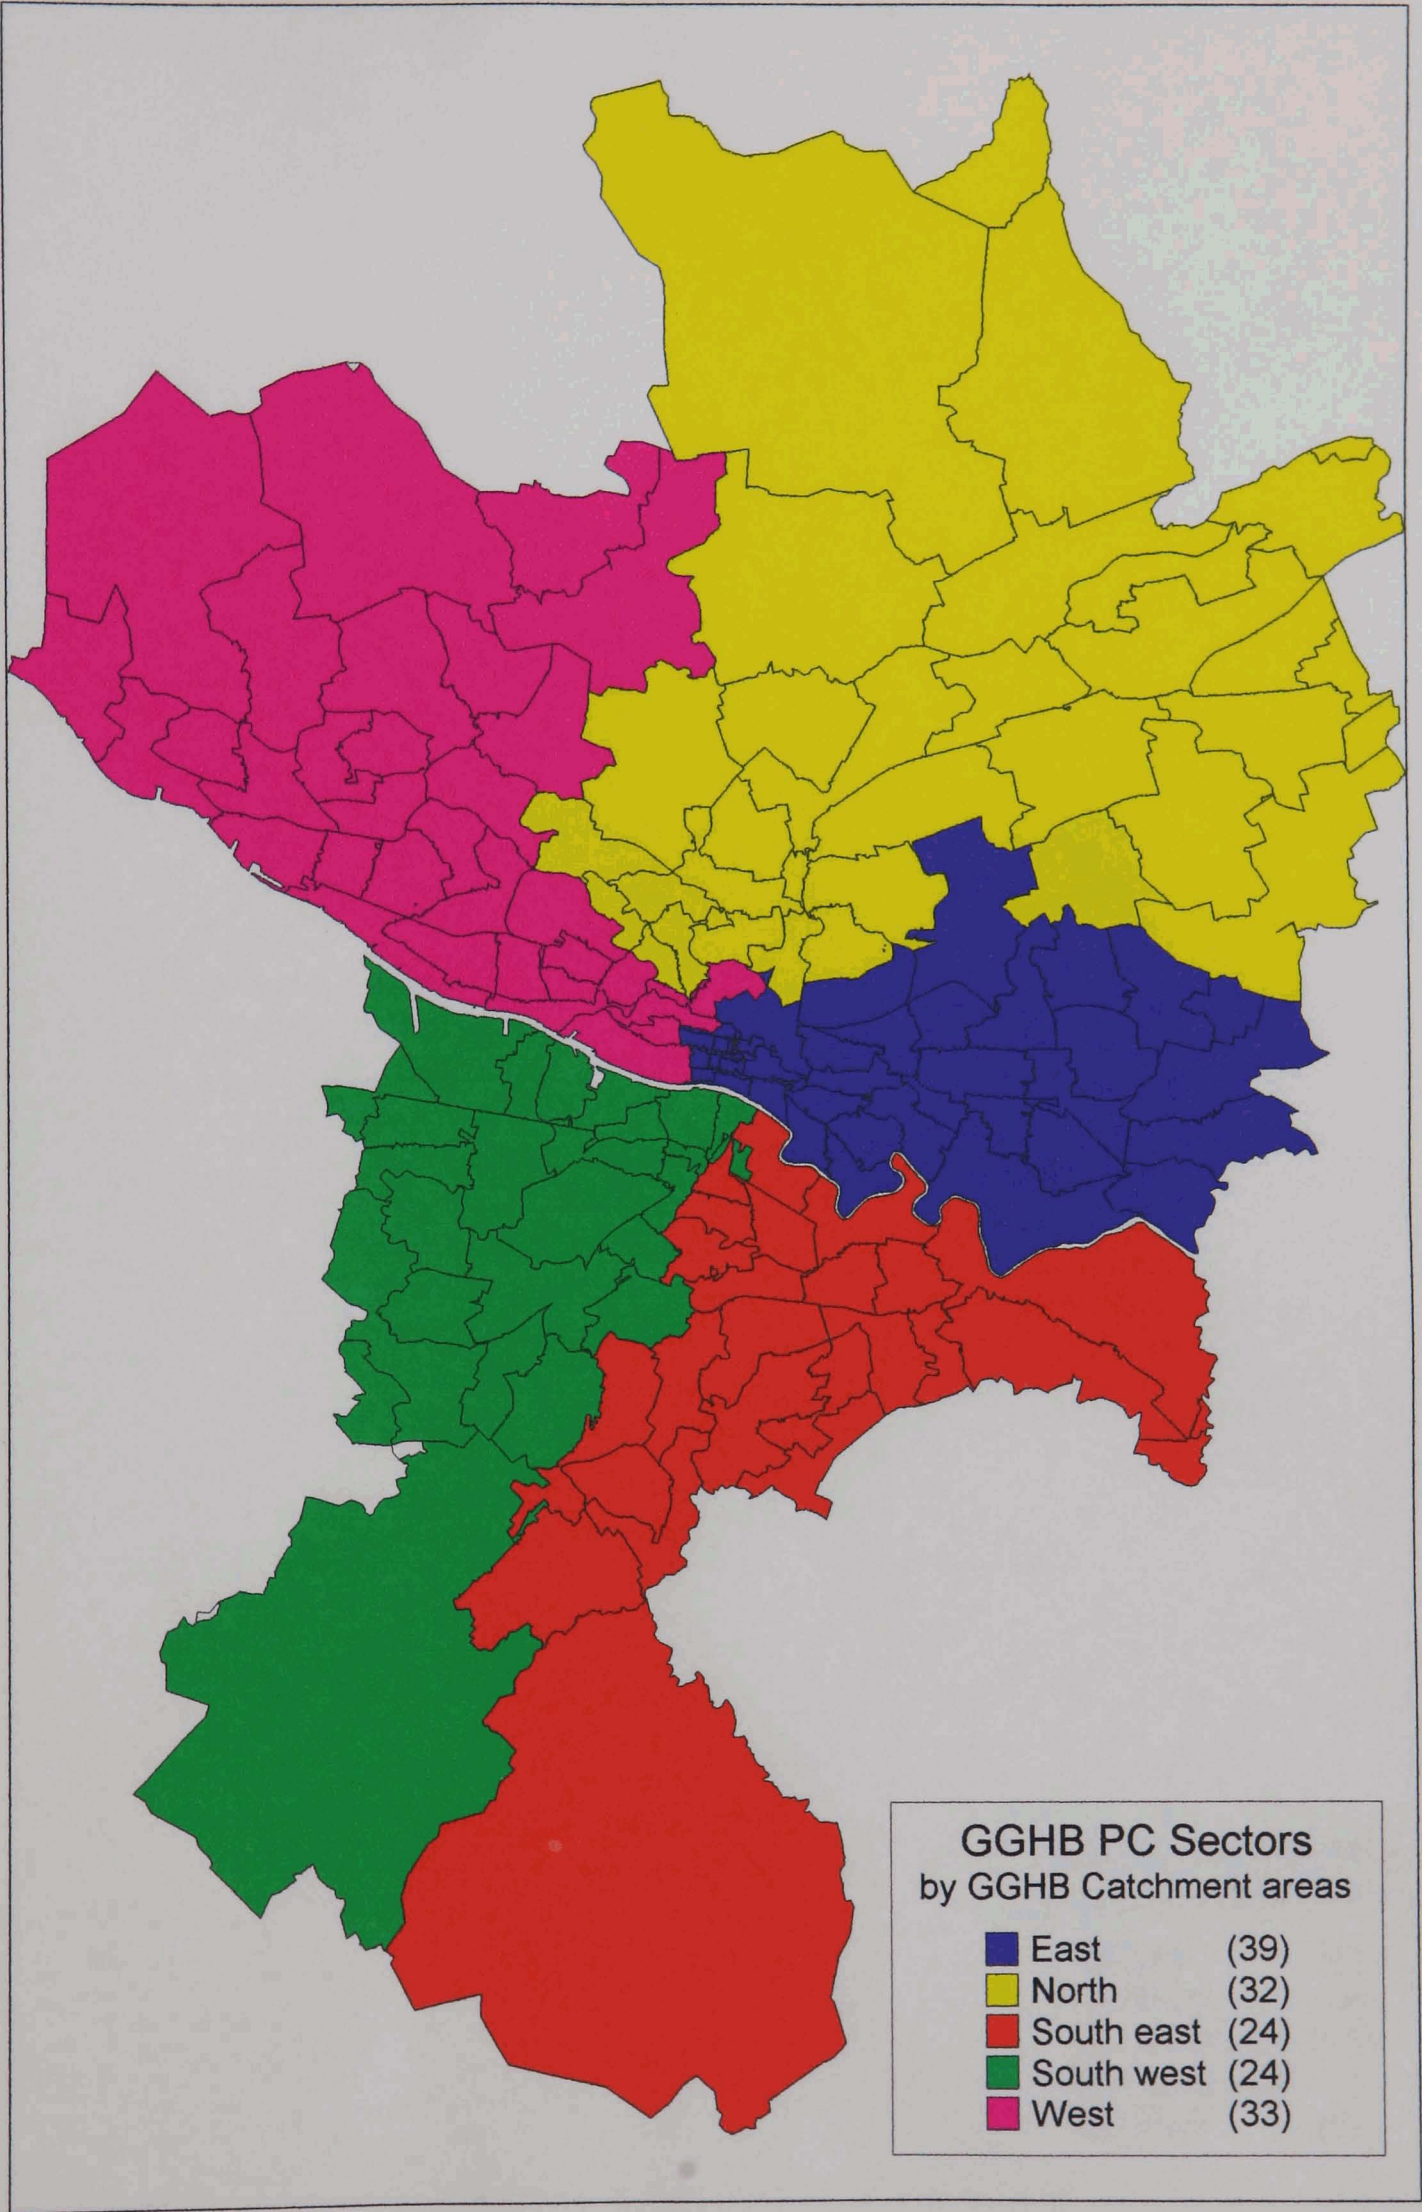 GGHB PC Sectors
by GGHB Catchment areas
East (39)
North (32)
South east (24)
South west (24)
West (33)